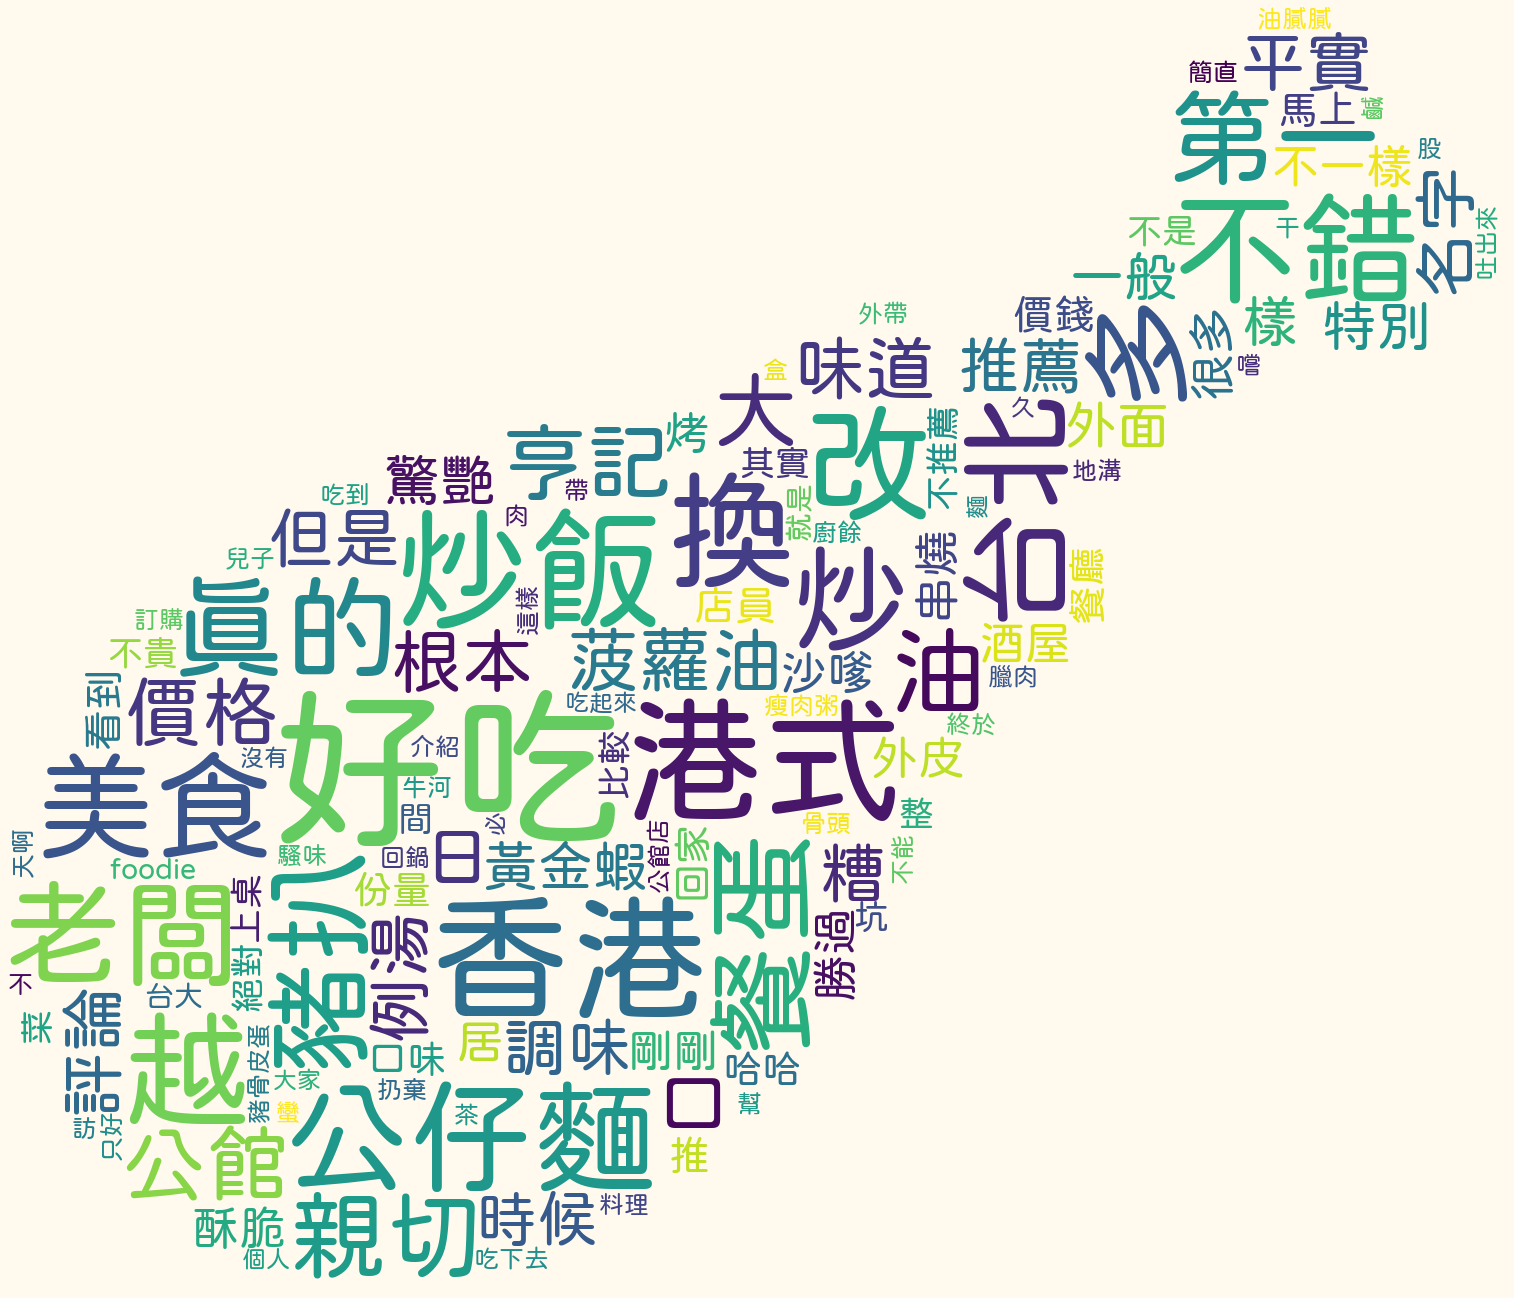 油膩膩
平實
簡直
馬上
鹹
第一
不一樣
股
名字
不錯
不是
干
吐出來
一般
價錢
樣
特別
外帶
多
很多
嚐
味道
推薦
盒
大
久
外面
烤
改
不推薦
台北
亨記
其實
地溝
驚艷
帶
換
麵
吃到
肉
就是
廚餘
但是
炒飯
炒
串燒
餐廳
兒子
真的
這樣
店員
訂購
不貴
根本
菠蘿油
沙嗲
油
酒屋
臘肉
看到
價格
吃起來
瘦肉粥
終於
沒有
好吃
介紹
比較
港式
外皮
美食
牛河
間
必
公館店
骨頭
整
天啊
foodie
騷味
回鍋
日
黃金蝦
回家
餐蛋
糟
不能
老闆
上桌
豬扒
份量
香港
勝過
坑
不
台大
絕對
例湯
菜
評論
越
豬骨皮蛋
口味
居
調味
剛剛
哈哈
大家
扔棄
口
幫
蠻
茶
訪
只好
公館
公仔麵
推
酥脆
親切
時候
料理
個人
吃下去